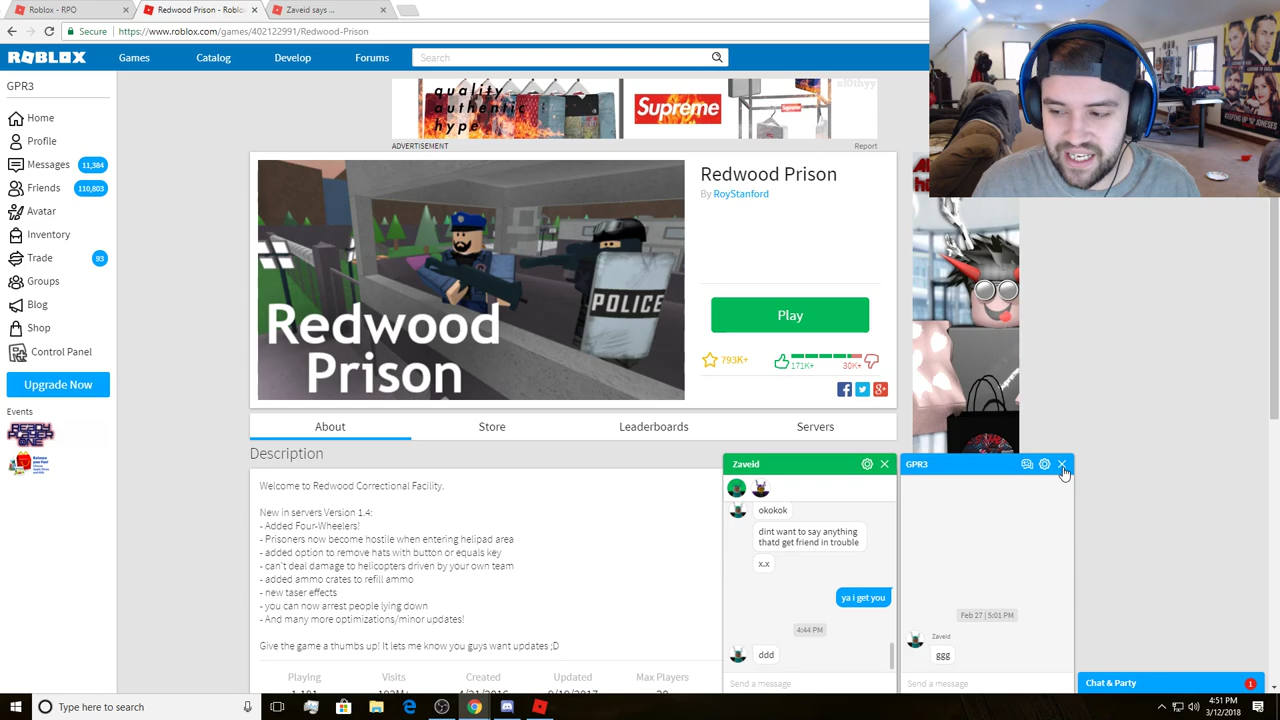 Roblox - RPO
Redwood Prison - Roblo
Zaveid says ...
Secure
https://www.roblox.com/games/402122991/Redwood-Prison
ROBLOX
Games
Catalog
Develop
Forums
Search
GPR3
Home
Profile
Messages 11,384
Friends 110,803
Avatar
Inventory
Trade 93
Groups
Blog
Shop
Control Panel
Upgrade Now
Events
READY
PLAYER
ONE
quality
authentic
hype
Supreme
sl0thyy
ADVERTISEMENT
Report
POLICE
Redwood
Prison
Redwood Prison
By RoyStanford
Play
793K+
171K+
30K+
About
Store
Leaderboards
Servers
Description
Welcome to Redwood Correctional Facility.
New in servers Version 1.4:
- Added Four-Wheelers!
- Prisoners now become hostile when entering helipad area
- added option to remove hats with button or equals key
- can't deal damage to helicopters driven by your own team
- added ammo crates to refill ammo
- new taser effects
- you can now arrest people lying down
- And many more optimizations/minor updates!
Give the game a thumbs up! It lets me know you guys want updates ;D
Playing
Visits
Created
Updated
Max Players
Zaveid
okokok
dint want to say anything
thatd get friend in trouble
x.x
ya i get you
4:44 PM
ddd
Send a message
GPR3
Feb 27 | 5:01 PM
Zaveid
ggg
Send a message
Chat & Party
1
KEEPING UP
WITH THE
JONESES
Type here to search
4:51 PM
3/12/2018